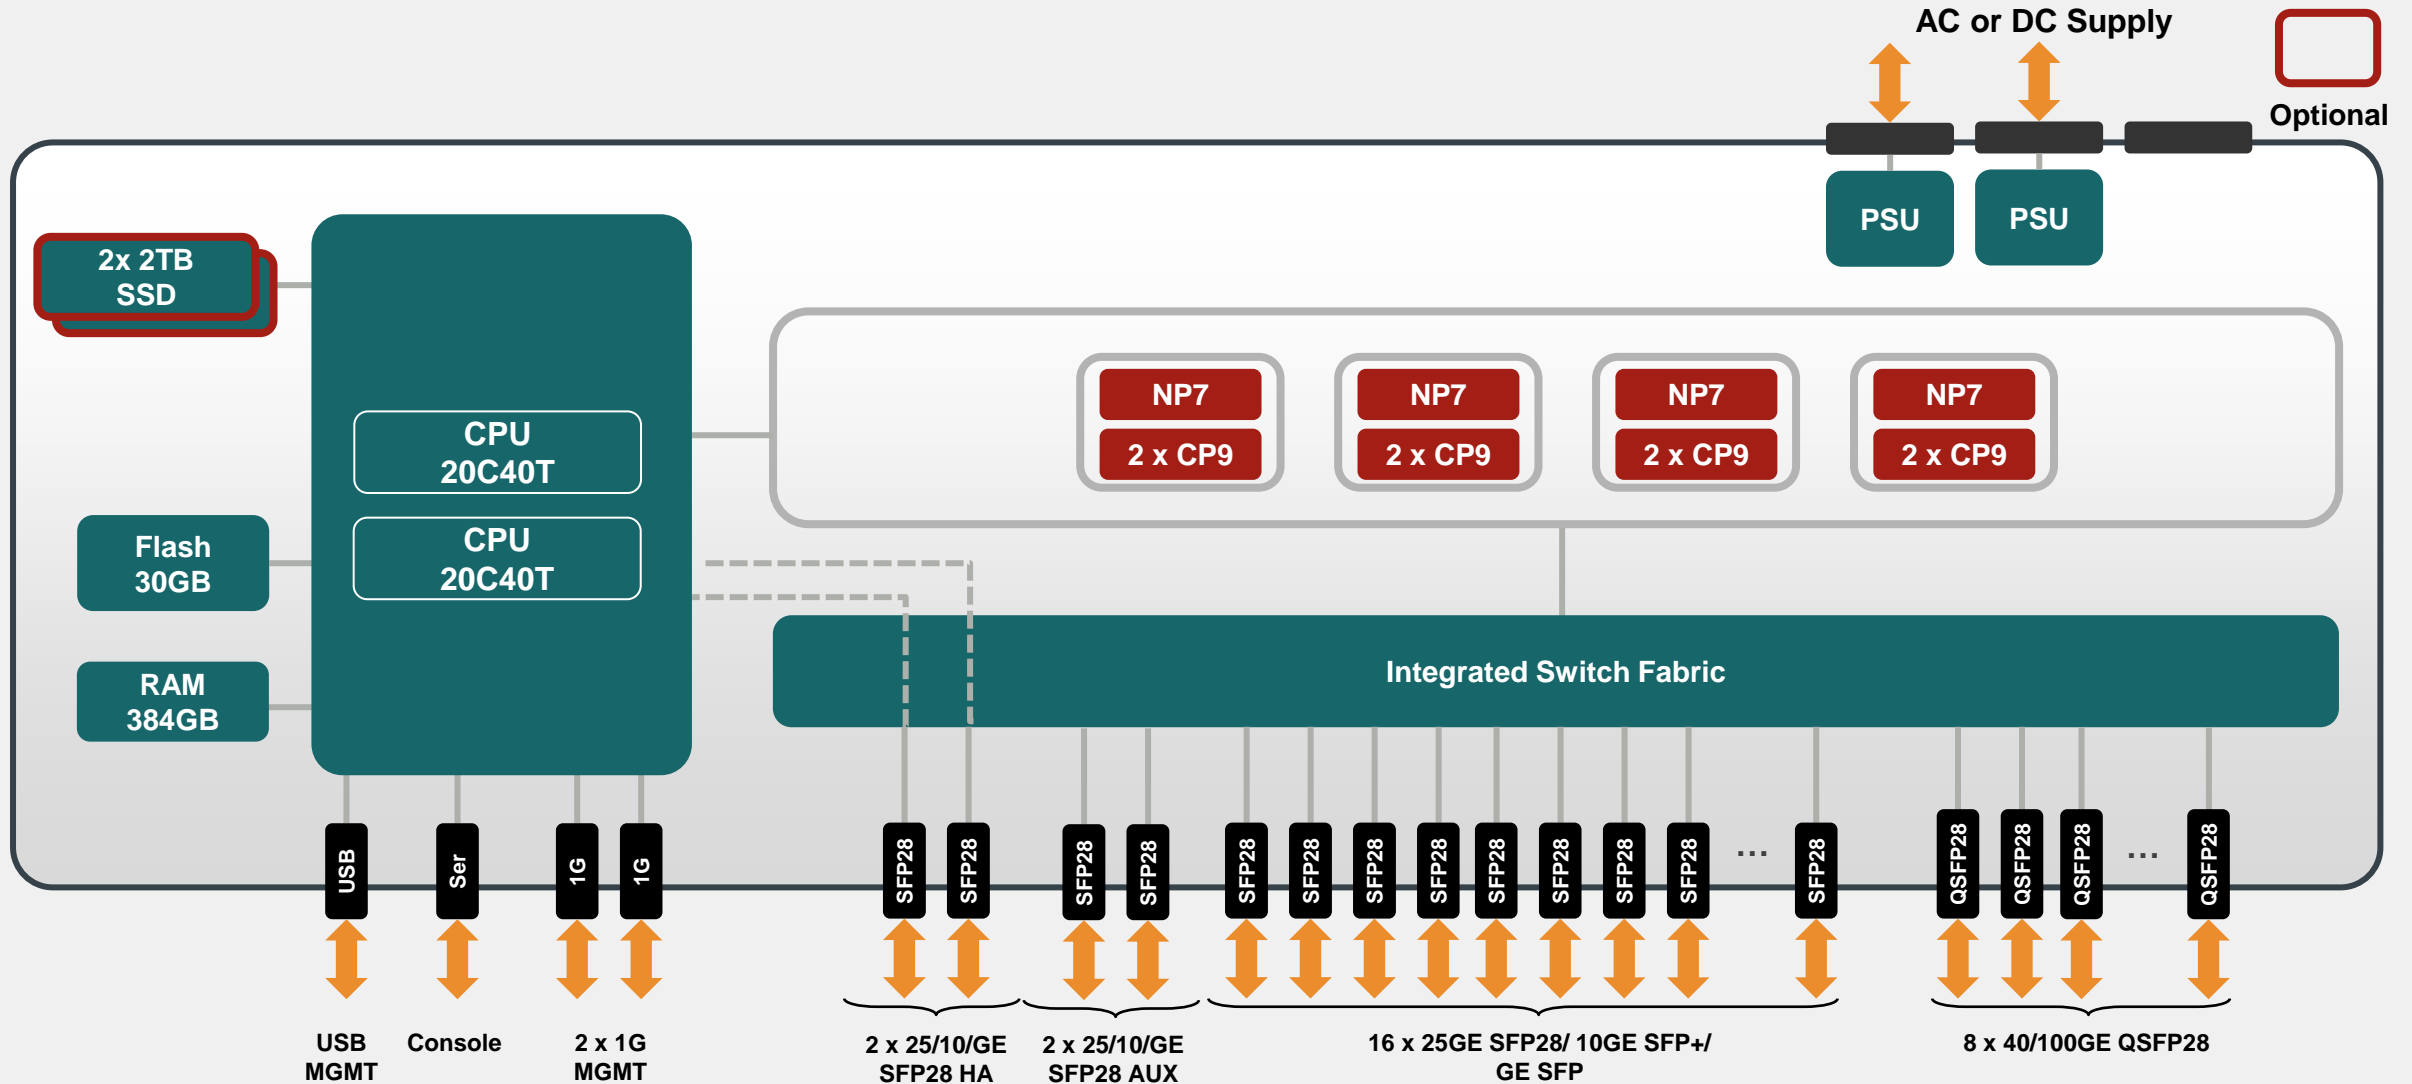 AC or DC Supply
Optional
PSU
PSU
2x 2TB
SSD
CPU
20C40T
CPU
20C40T
Flash
30GB
RAM
384GB
NP7
2 x CP9
NP7
2 x CP9
NP7
2 x CP9
NP7
2 x CP9
Integrated Switch Fabric
USB
Ser
1G
1G
SFP28
SFP28
SFP28
SFP28
SFP28
SFP28
SFP28
SFP28
SFP28
SFP28
SFP28
SFP28
...
SFP28
QSFP28
QSFP28
QSFP28
...
QSFP28
USB
MGMT
Console
2 x 1G
MGMT
2 x 25/10/GE
SFP28 HA
2 x 25/10/GE
SFP28 AUX
16 x 25GE SFP28/ 10GE SFP+/
GE SFP
8 x 40/100GE QSFP28